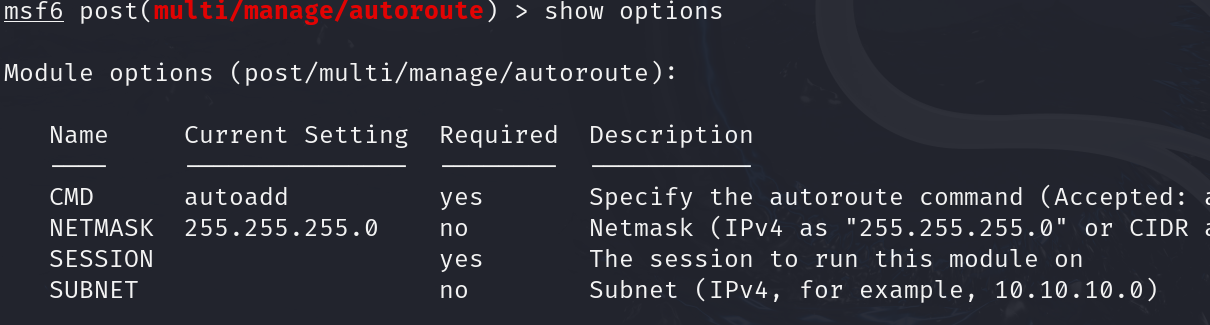 msf6 post(multi/manage/autoroute) > show options
Module options (post/multi/manage/autoroute):
Name Current Setting Required Description
CMD autoadd yes Specify the autoroute command (Accepted:
NETMASK 255.255.255.0 no Netmask (IPv4 as "255.255.255.0" or CIDR
SESSION yes The session to run this module on
SUBNET no Subnet (IPv4, for example, 10.10.10.0)